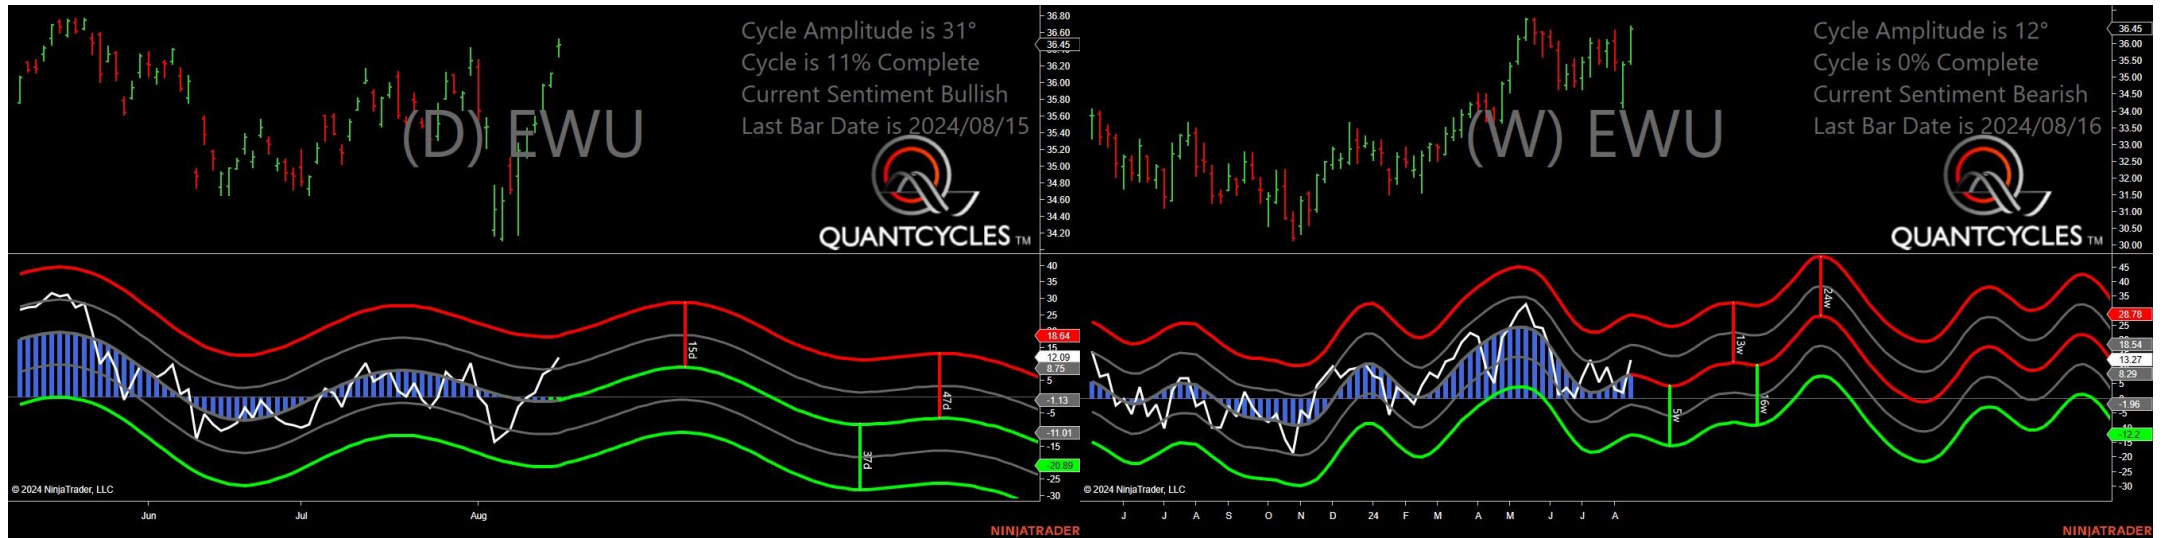 Cycle Amplitude is 31°
Cycle is 11% Complete
Current Sentiment Bullish
Last Bar Date is 2024/08/15
(D) EWU
QUANTCYCLES TM
36.80
36.60
36.45
36.20
36.00
35.80
35.60
35.40
35.20
35.00
34.80
34.60
34.40
34.20
40
35
30
25
18.64
15
12.09
8.75
5
-1.13
-5
-11.01
-15
-20.89
-25
-30
15d
37d
47d
© 2024 NinjaTrader, LLC
Jun Jul Aug
NINJATRADER
Cycle Amplitude is 12°
Cycle is 0% Complete
Current Sentiment Bearish
Last Bar Date is 2024/08/16
(W) EWU
QUANTCYCLES TM
36.45
36.00
35.50
35.00
34.50
34.00
33.50
33.00
32.50
32.00
31.50
31.00
30.50
30.00
45
40
35
28.78
25
18.54
13.27
8.29
5
-1.96
-5
-12.2
-15
-20
-25
-30
5w
13w
16w
24w
© 2024 NinjaTrader, LLC
J J A S O N D 24 F M A M J J A
NINJATRADER